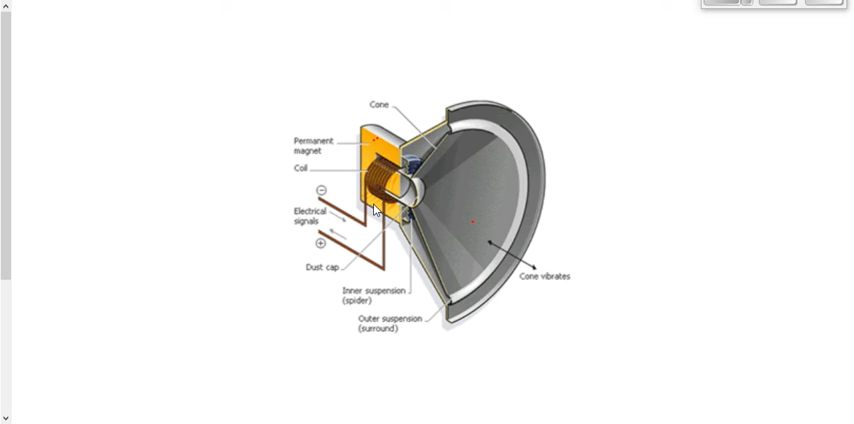 Cone
Permanent
magnet
Coil
Electrical
signals
Dust cap
Inner suspension
(spider)
Outer suspension
(surround)
Cone vibrates